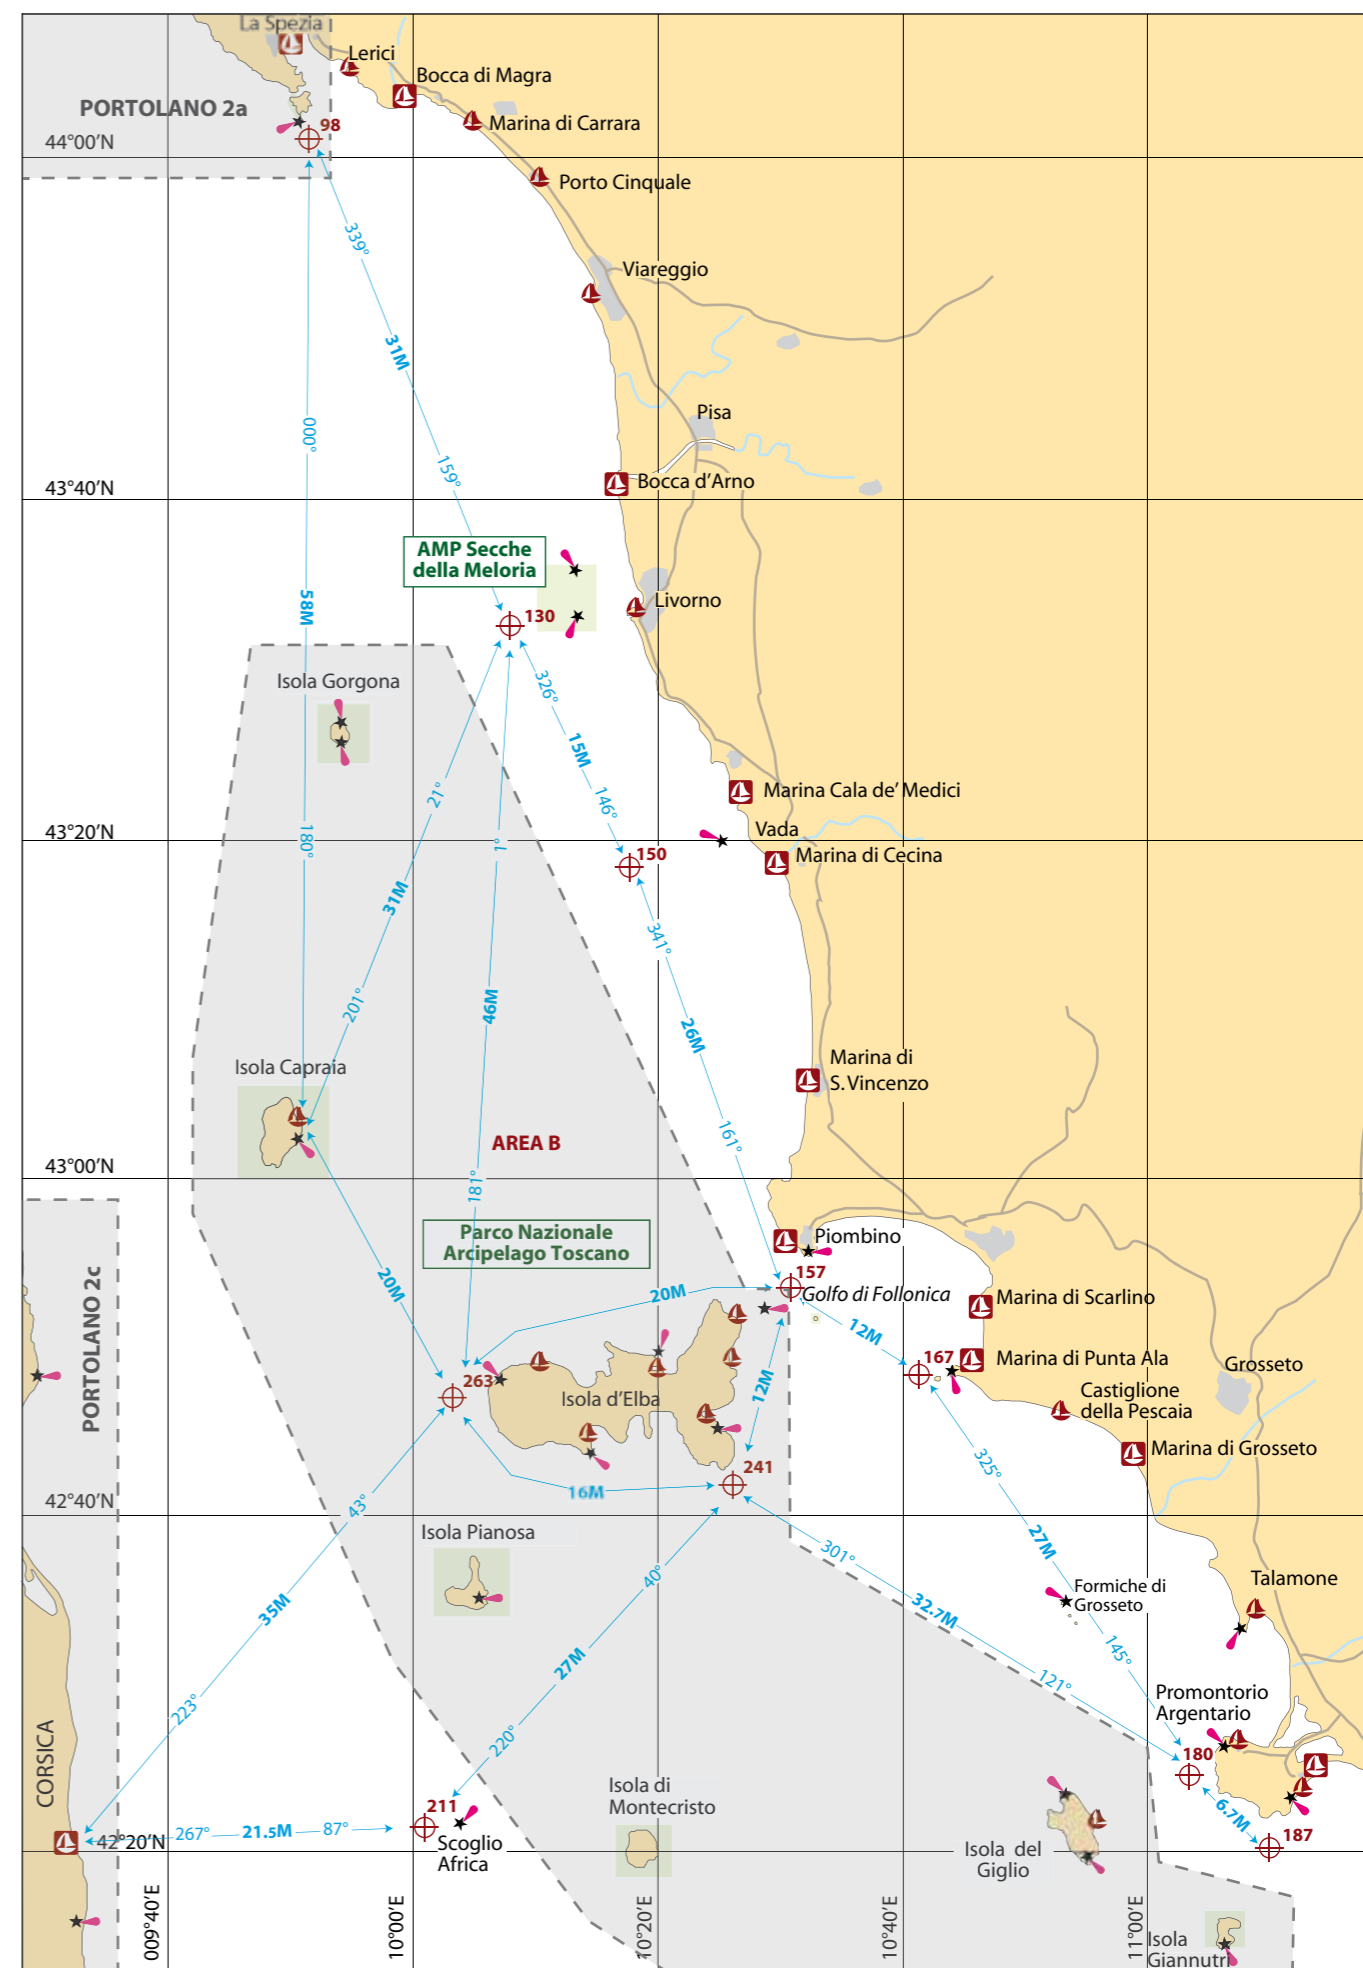 La Spezia
Lerici
Bocca di Magra
PORTOLANO 2a
98
Marina di Carrara
44°00'N
Porto Cinquale
339°
Viareggio
31M
000°
Pisa
159°
43°40'N
Bocca d'Arno
AMP Secche
della Meloria
58M
Livorno
130
Isola Gorgona
326°
15M
21°
146°
Marina Cala de' Medici
43°20'N
180°
1°
Vada
150
Marina di Cecina
31M
341°
201°
46M
26M
Isola Capraia
Marina di
S. Vincenzo
AREA B
161°
43°00'N
181°
Parco Nazionale
Arcipelago Toscano
Piombino
PORTOLANO 2c
20M
157
20M
Golfo di Follonica
Marina di Scarlino
12M
167
Marina di Punta Ala
Grosseto
263
12M
Isola d'Elba
Castiglione
della Pescaia
Marina di Grosseto
325°
241
16M
42°40'N
43°
Isola Pianosa
301°
27M
40°
Formiche di
Grosseto
Talamone
35M
32.7M
27M
145°
121°
223°
220°
Promontorio
Argentario
180
CORSICA
Isola di
Montecristo
6.7M
211
187
267°
21.5M
87°
42°20'N
Scoglio
Africa
Isola del
Giglio
009°40'E
10°00'E
10°20'E
10°40'E
11°00'E
Isola
Giannutri